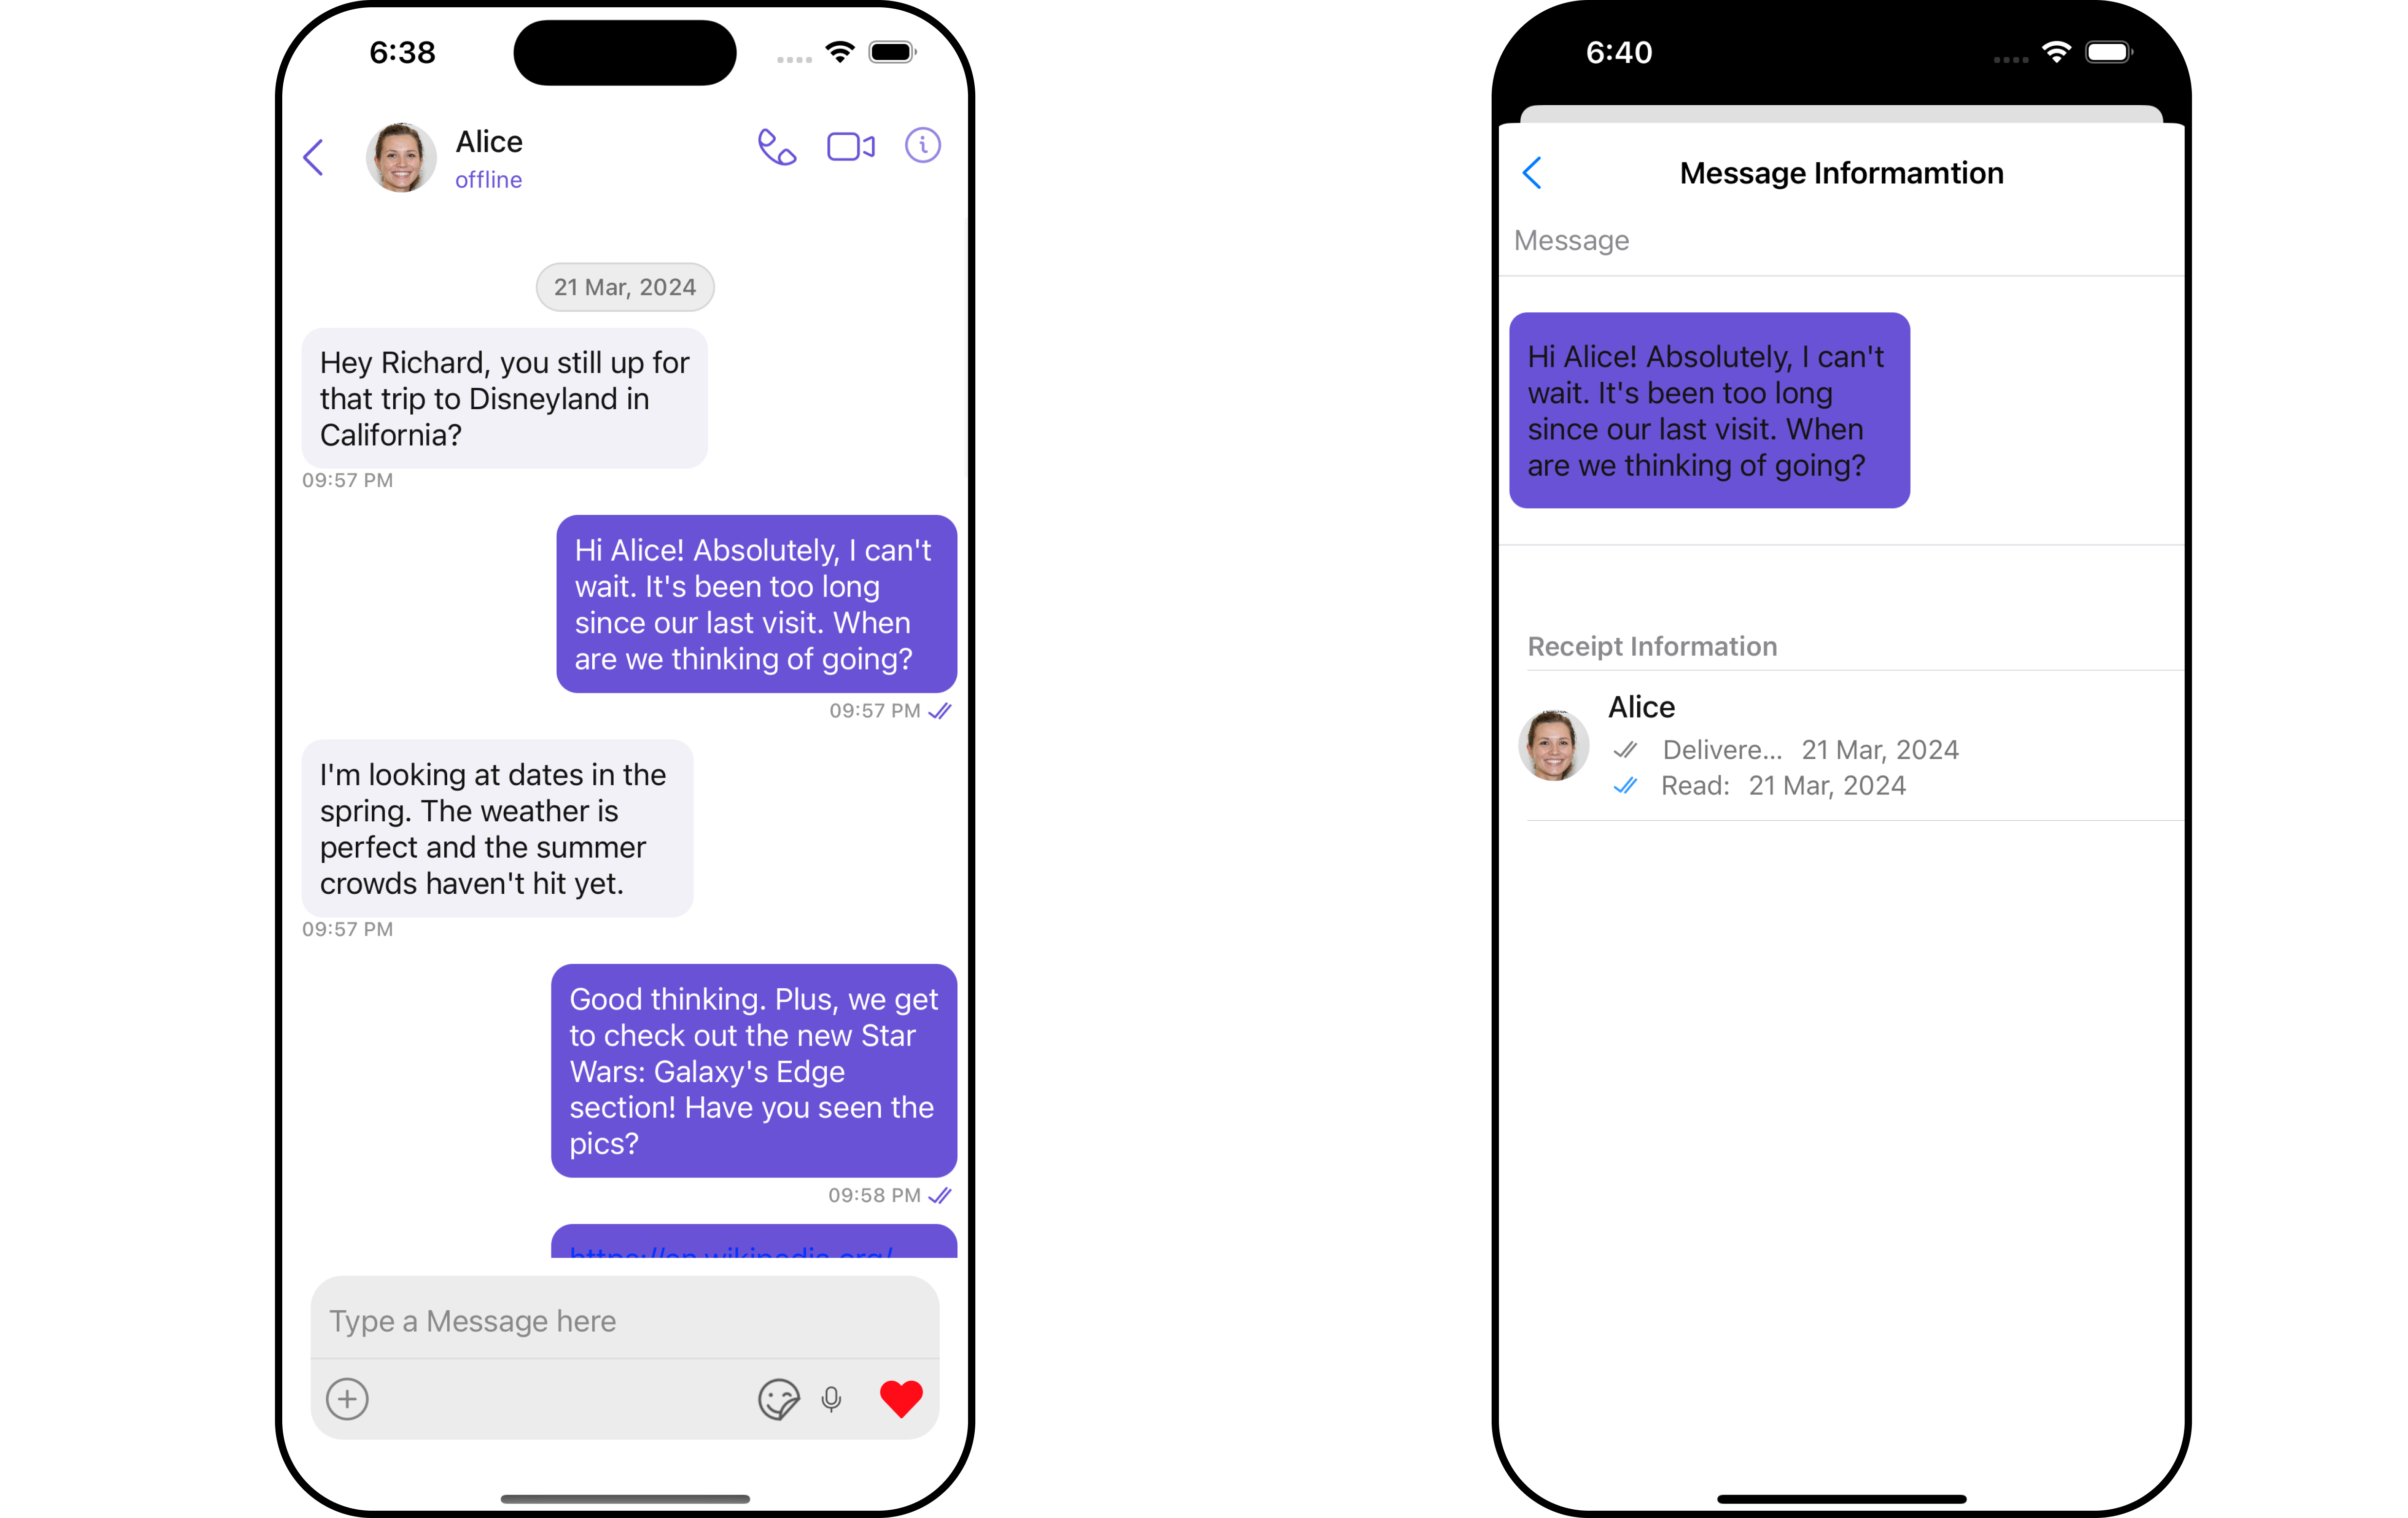 6:38
Alice
offline
21 Mar, 2024
Hey Richard, you still up for
that trip to Disneyland in
California?
09:57 PM
Hi Alice! Absolutely, I can't
wait. It's been too long
since our last visit. When
are we thinking of going?
09:57 PM
I'm looking at dates in the
spring. The weather is
perfect and the summer
crowds haven't hit yet.
09:57 PM
Good thinking. Plus, we get
to check out the new Star
Wars: Galaxy's Edge
section! Have you seen the
pics?
09:58 PM
https://en.wikipedia.org/
Type a Message here
6:40
Message Informamtion
Message
Hi Alice! Absolutely, I can't
wait. It's been too long
since our last visit. When
are we thinking of going?
Receipt Information
Alice
Delivere... 21 Mar, 2024
Read: 21 Mar, 2024